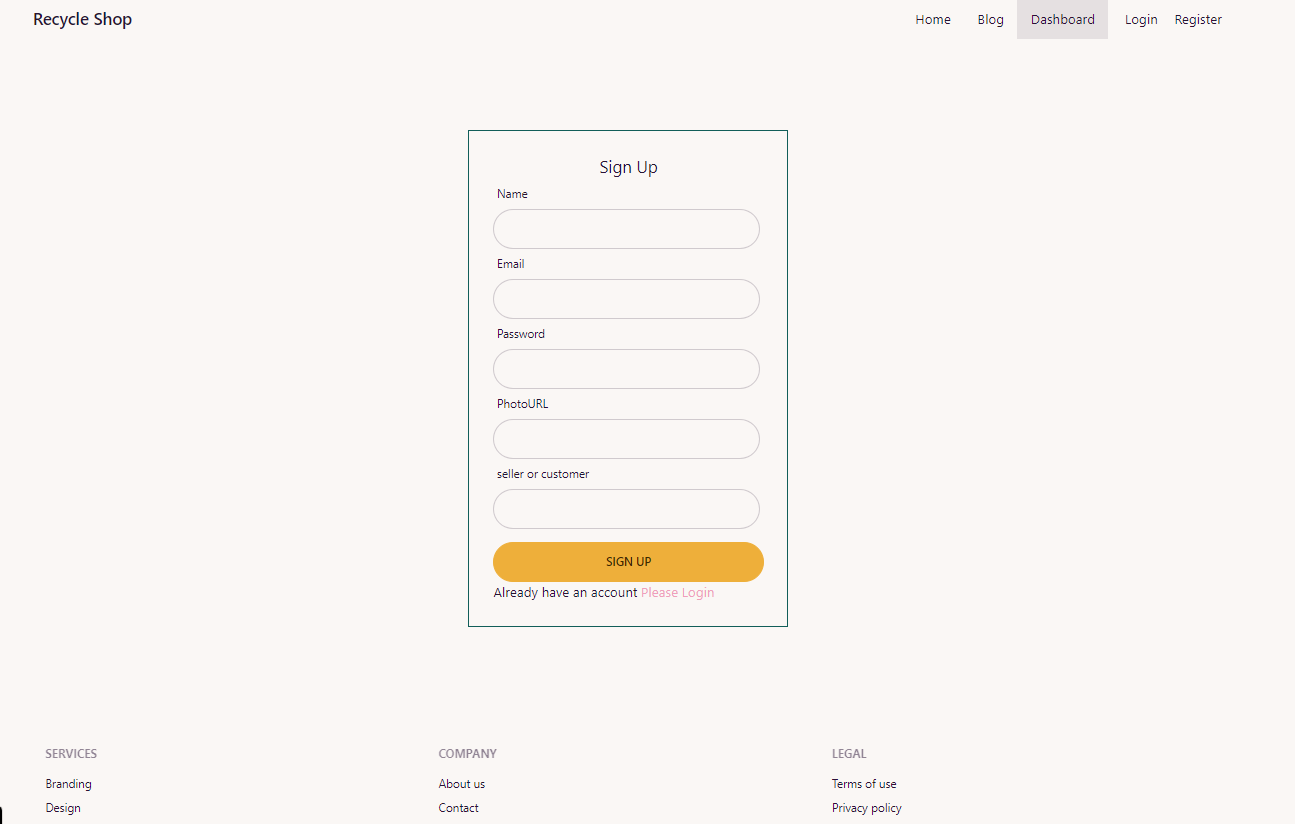 Recycle Shop Home Blog Dashboard Login Register
Sign Up
Name
Email
Password
PhotoURL
seller or customer
SIGN UP
Already have an account Please Login
SERVICES COMPANY LEGAL
Branding About us Terms of use
Design Contact Privacy policy